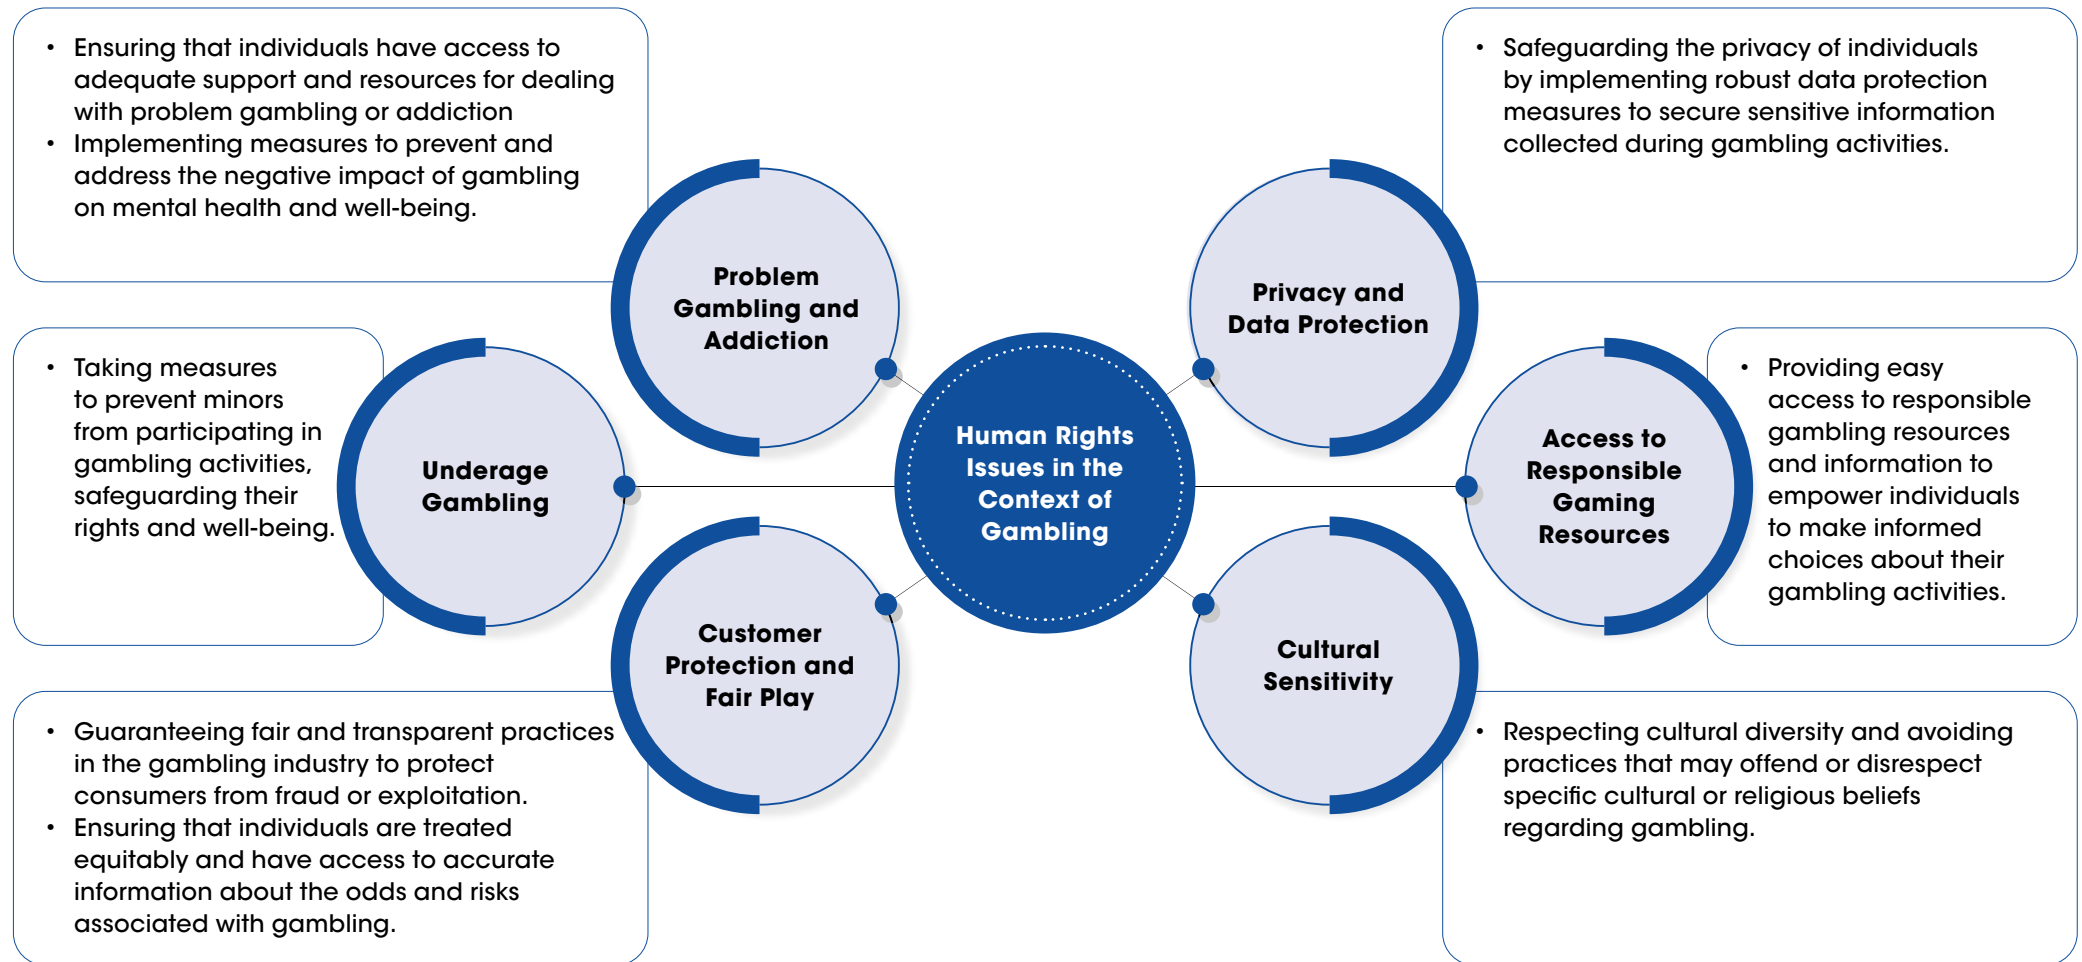 • Ensuring that individuals have access to
adequate support and resources for dealing
with problem gambling or addiction
• Implementing measures to prevent and
address the negative impact of gambling
on mental health and well-being.
Problem
Gambling and
Addiction
• Safeguarding the privacy of individuals
by implementing robust data protection
measures to secure sensitive information
collected during gambling activities.
Privacy and
Data Protection
• Taking measures
to prevent minors
from participating in
gambling activities,
safeguarding their
rights and well-being.
Underage
Gambling
Human Rights
Issues in the
Context of
Gambling
Access to
Responsible
Gaming
Resources
• Providing easy
access to responsible
gambling resources
and information to
empower individuals
to make informed
choices about their
gambling activities.
Customer
Protection and
Fair Play
• Guaranteeing fair and transparent practices
in the gambling industry to protect
consumers from fraud or exploitation.
• Ensuring that individuals are treated
equitably and have access to accurate
information about the odds and risks
associated with gambling.
Cultural
Sensitivity
• Respecting cultural diversity and avoiding
practices that may offend or disrespect
specific cultural or religious beliefs
regarding gambling.